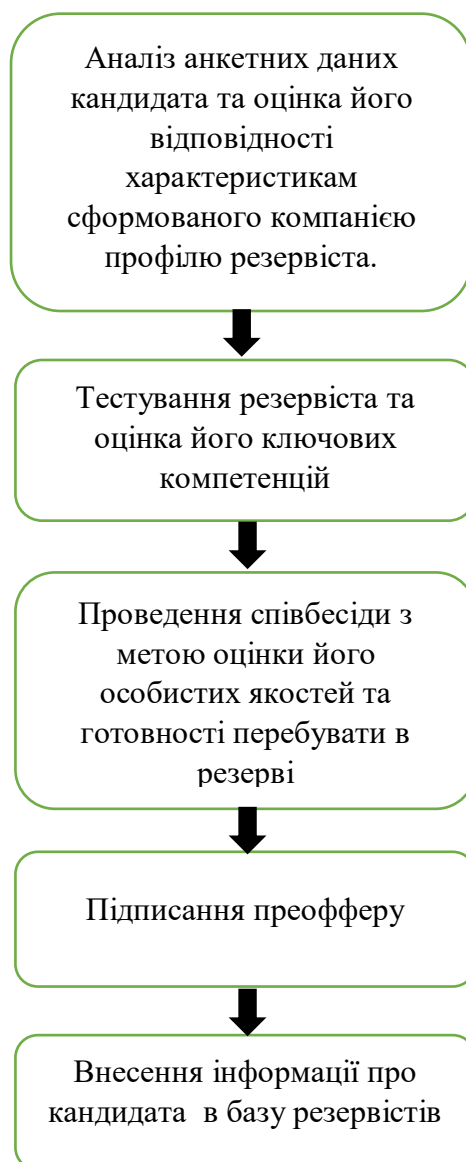 Аналіз анкетних даних
кандидата та оцінка його
відповідності
характеристикам
сформованого компанією
профілю резервіста.
Тестування резервіста та
оцінка його ключових
компетенцій
Проведення співбесіди з
метою оцінки його
особистих якостей та
готовності перебувати в
резерві
Підписання преофферу
Внесення інформації про
кандидата  в базу резервістів